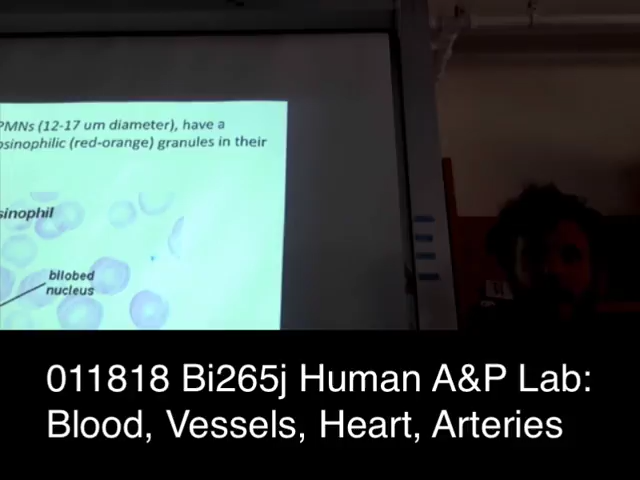 PMNs (12-17 um diameter), have a
osinophilic (red-orange) granules in their
sinophil
bilobed
nucleus
011818 Bi265j Human A&P Lab:
Blood, Vessels, Heart, Arteries